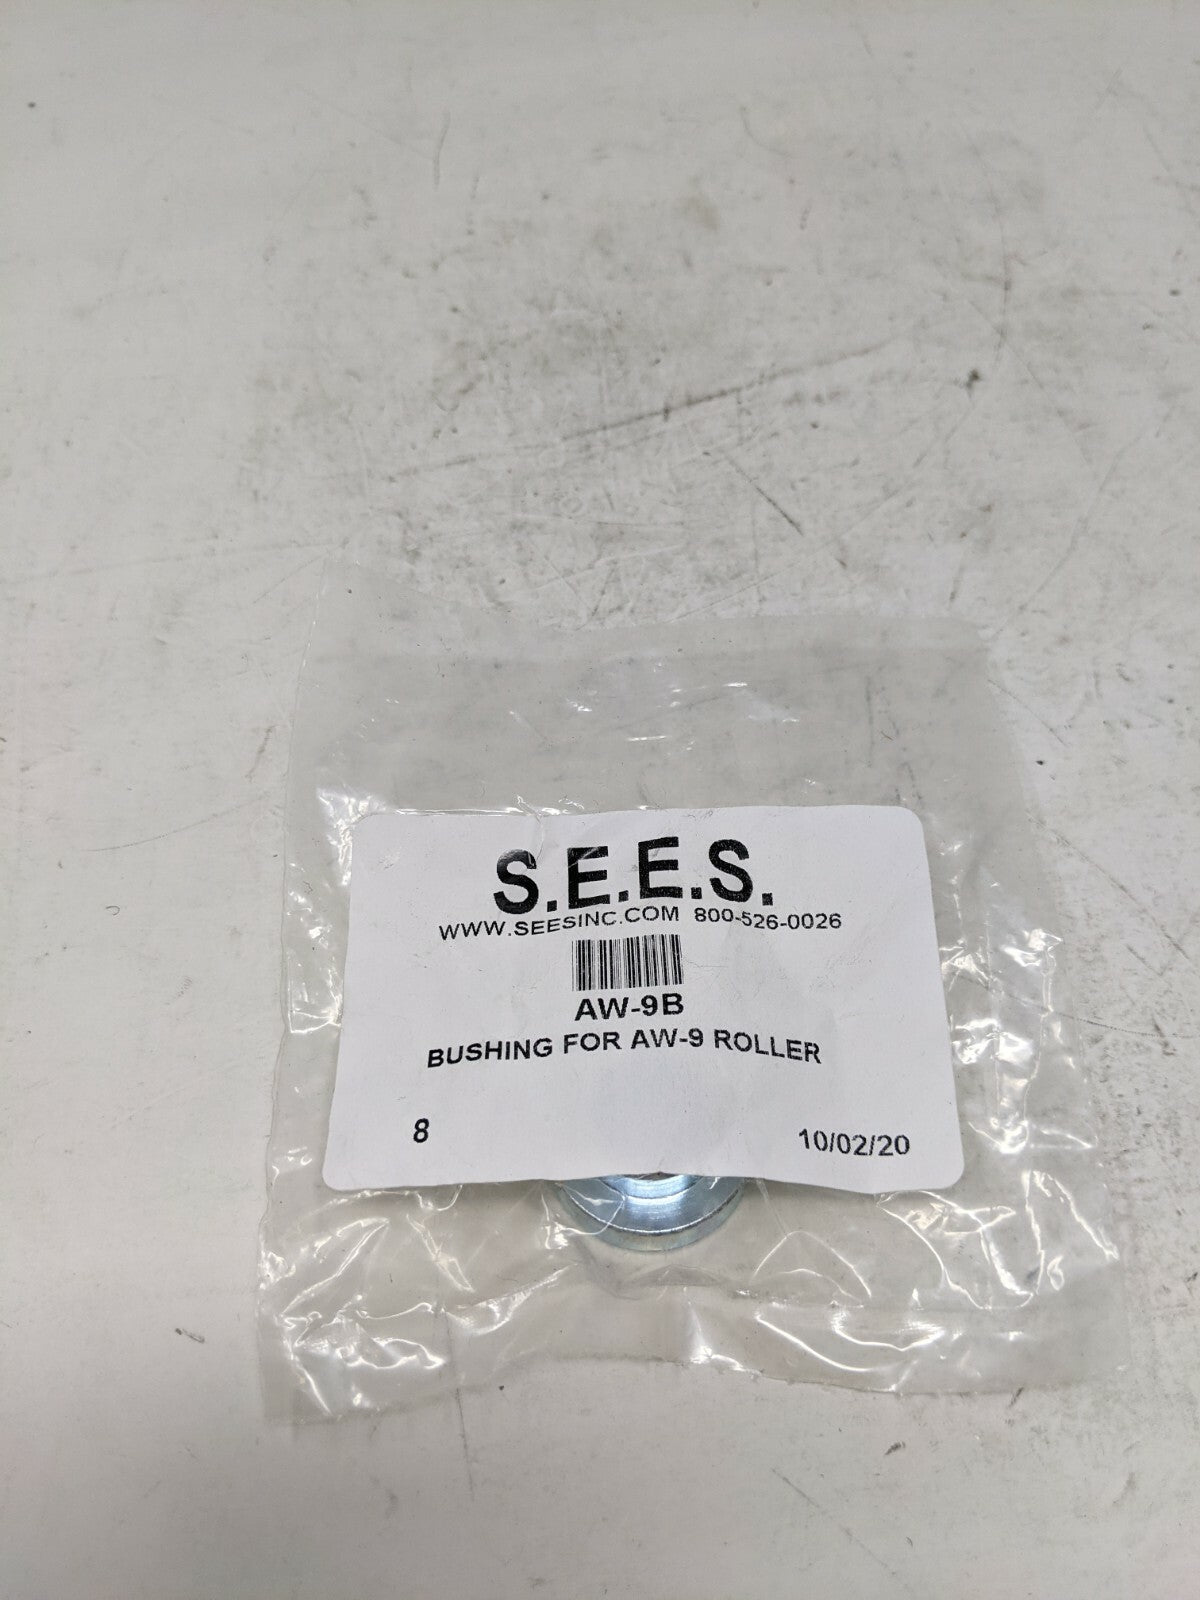 S.E.E.S.
WWW.SEESINC.COM 800-526-0026
AW-9B
BUSHING FOR AW-9 ROLLER
8 10/02/20